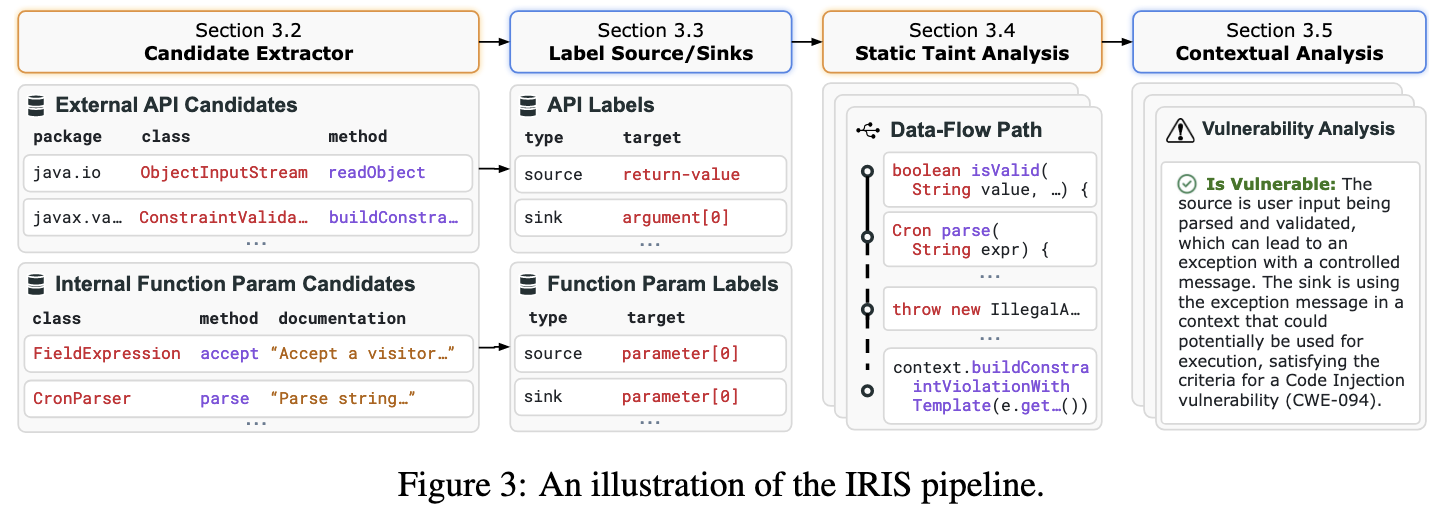 Section 3.2
Candidate Extractor
Section 3.3
Label Source/Sinks
Section 3.4
Static Taint Analysis
Section 3.5
Contextual Analysis
External API Candidates
package class method
java.io ObjectInputStream readObject
javax.va… ConstraintValida… buildConstra…
...
Internal Function Param Candidates
class method documentation
FieldExpression accept “Accept a visitor…”
CronParser parse “Parse string…”
...
API Labels
type target
source return-value
sink argument[0]
...
Function Param Labels
type target
source parameter[0]
sink parameter[0]
...
Data-Flow Path
boolean isValid(
String value, …) {
Cron parse(
String expr) {
...
throw new IllegalA…
...
context.buildConstra
intViolationWith
Template(e.get…())
Vulnerability Analysis
Is Vulnerable: The
source is user input being
parsed and validated,
which can lead to an
exception with a controlled
message. The sink is using
the exception message in a
context that could
potentially be used for
execution, satisfying the
criteria for a Code Injection
vulnerability (CWE-094).
Figure 3: An illustration of the IRIS pipeline.